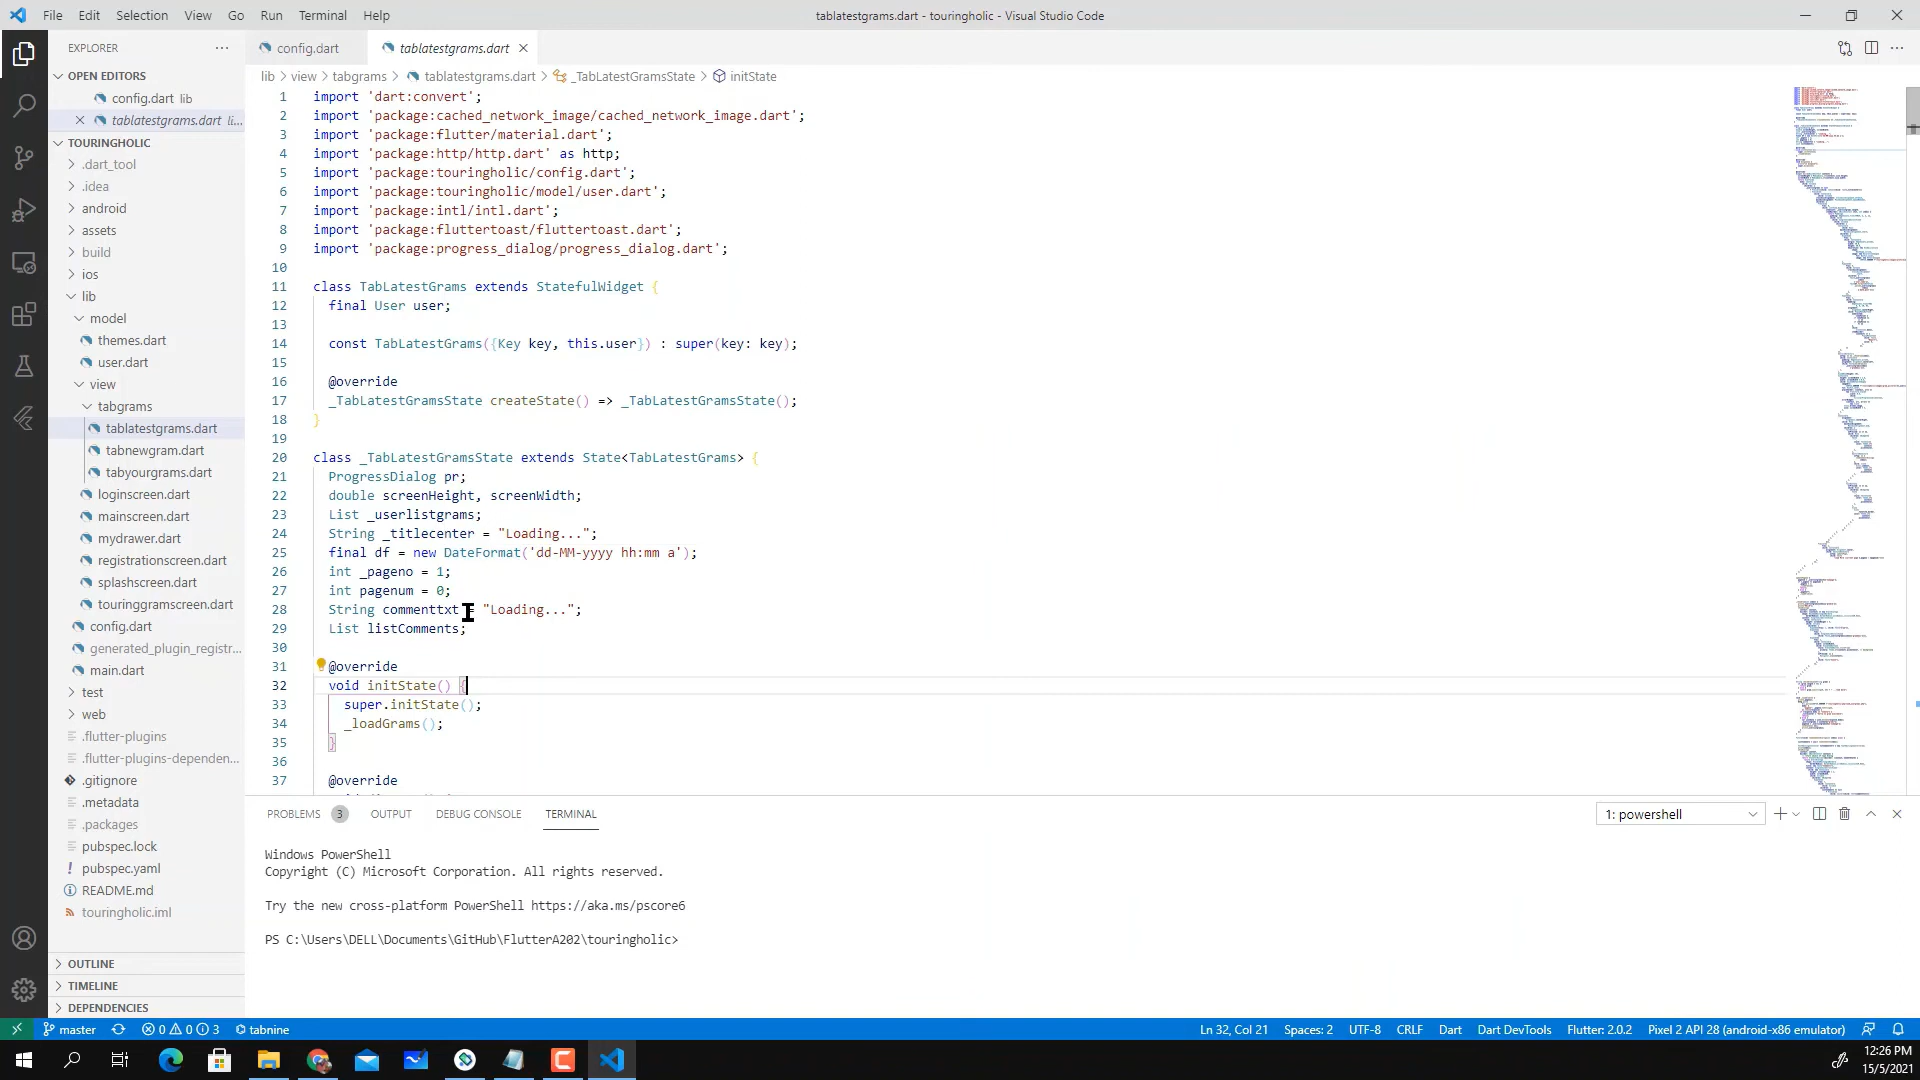 File Edit Selection View Go Run Terminal Help
tablatestgrams.dart - touringholic - Visual Studio Code
EXPLORER
OPEN EDITORS
config.dart lib
tablatestgrams.dart li...
TOURINGHOLIC
.dart_tool
.idea
android
assets
build
ios
lib
model
themes.dart
user.dart
view
tabgrams
tablatestgrams.dart
tabnewgram.dart
tabyourgrams.dart
loginscreen.dart
mainscreen.dart
mydrawer.dart
registrationscreen.dart
splashscreen.dart
touringgramscreen.dart
config.dart
generated_plugin_registr...
main.dart
test
web
.flutter-plugins
.flutter-plugins-dependen...
.gitignore
.metadata
.packages
pubspec.lock
pubspec.yaml
README.md
touringholic.iml
OUTLINE
TIMELINE
DEPENDENCIES
config.dart
tablatestgrams.dart
lib > view > tabgrams > tablatestgrams.dart > _TabLatestGramsState > initState
1 import 'dart:convert';
2 import 'package:cached_network_image/cached_network_image.dart';
3 import 'package:flutter/material.dart';
4 import 'package:http/http.dart' as http;
5 import 'package:touringholic/config.dart';
6 import 'package:touringholic/model/user.dart';
7 import 'package:intl/intl.dart';
8 import 'package:fluttertoast/fluttertoast.dart';
9 import 'package:progress_dialog/progress_dialog.dart';
10
11 class TabLatestGrams extends StatefulWidget {
12 final User user;
13
14 const TabLatestGrams({Key key, this.user}) : super(key: key);
15
16 @override
17 _TabLatestGramsState createState() => _TabLatestGramsState();
18 }
19
20 class _TabLatestGramsState extends State<TabLatestGrams> {
21 ProgressDialog pr;
22 double screenHeight, screenWidth;
23 List _userlistgrams;
24 String _titlecenter = "Loading...";
25 final df = new DateFormat('dd-MM-yyyy hh:mm a');
26 int _pageno = 1;
27 int pagenum = 0;
28 String commenttxt = "Loading...";
29 List listComments;
30
31 @override
32 void initState() {
33 super.initState();
34 _loadGrams();
35 }
36
37 @override
PROBLEMS 3 OUTPUT DEBUG CONSOLE TERMINAL
1: powershell
Windows PowerShell
Copyright (C) Microsoft Corporation. All rights reserved.
Try the new cross-platform PowerShell https://aka.ms/pscore6
PS C:\Users\DELL\Documents\GitHub\FlutterA202\touringholic>
master 0 0 3 tabnine
Ln 32, Col 21 Spaces: 2 UTF-8 CRLF Dart Dart DevTools Flutter: 2.0.2 Pixel 2 API 28 (android-x86 emulator)
12:26 PM
15/5/2021